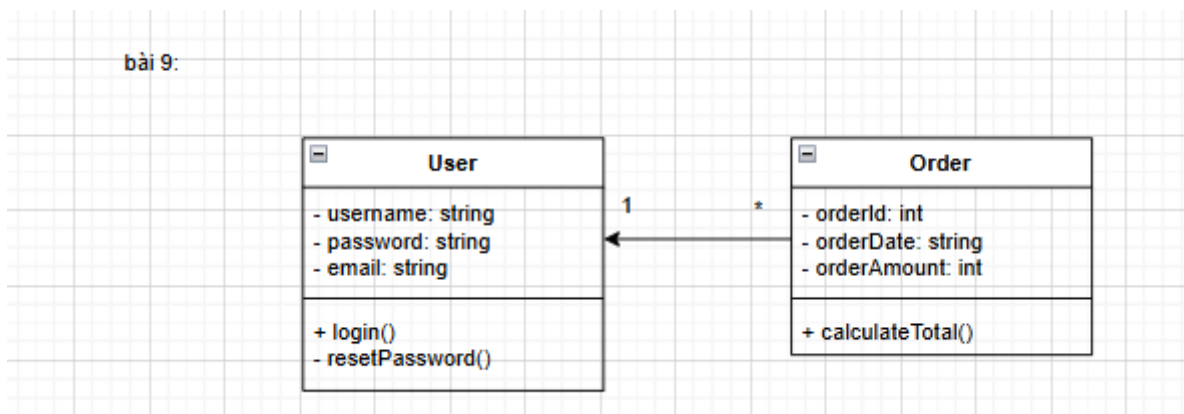 bài 9:
User
- username: string
- password: string
- email: string
+ login()
- resetPassword()
1
*
Order
- orderId: int
- orderDate: string
- orderAmount: int
+ calculateTotal()